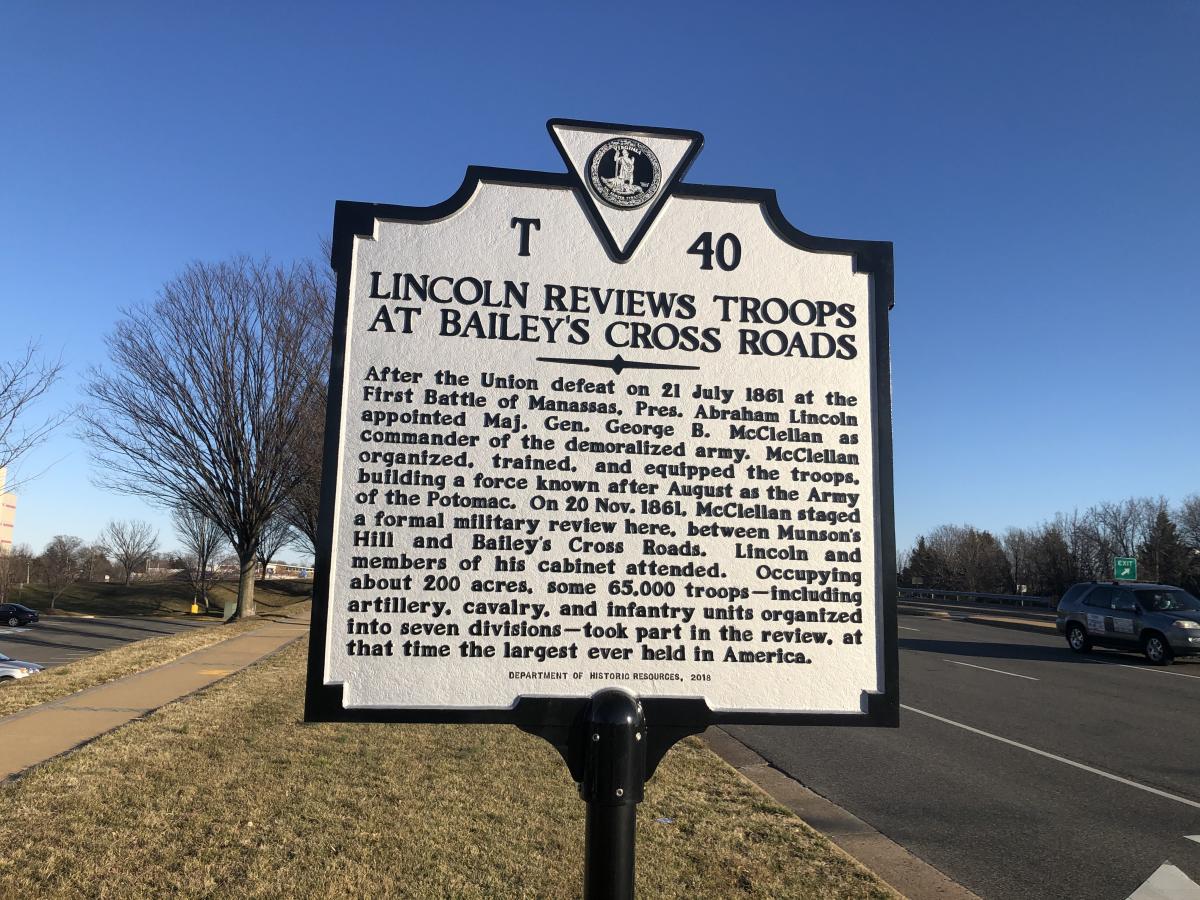 VIRGINIA
T 40
LINCOLN REVIEWS TROOPS
AT BAILEY'S CROSS ROADS
After the Union defeat on 21 July 1861 at the
First Battle of Manassas, Pres. Abraham Lincoln
appointed Maj. Gen. George B. McClellan as
commander of the demoralized army. McClellan
organized, trained, and equipped the troops,
building a force known after August as the Army
of the Potomac. On 20 Nov. 1861, McClellan staged
a formal military review here, between Munson's
Hill and Bailey's Cross Roads. Lincoln and
members of his cabinet attended. Occupying
about 200 acres, some 65,000 troops—including
artillery, cavalry, and infantry units organized
into seven divisions—took part in the review, at
that time the largest ever held in America.
DEPARTMENT OF HISTORIC RESOURCES, 2018
EXIT